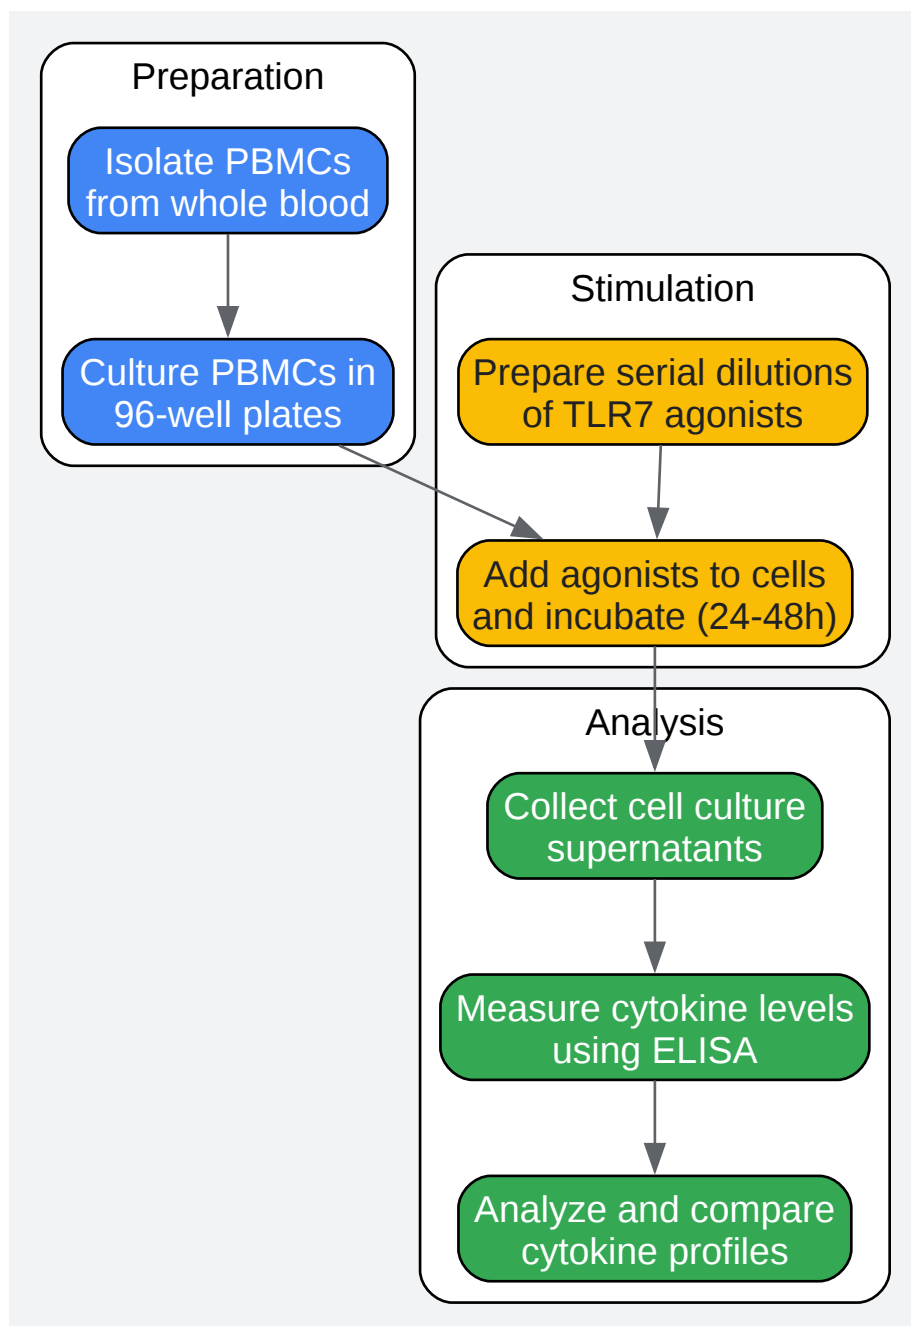 Preparation
Isolate PBMCs
from whole blood
Culture PBMCs in
96-well plates
Stimulation
Prepare serial dilutions
of TLR7 agonists
Add agonists to cells
and incubate (24-48h)
Analysis
Collect cell culture
supernatants
Measure cytokine levels
using ELISA
Analyze and compare
cytokine profiles